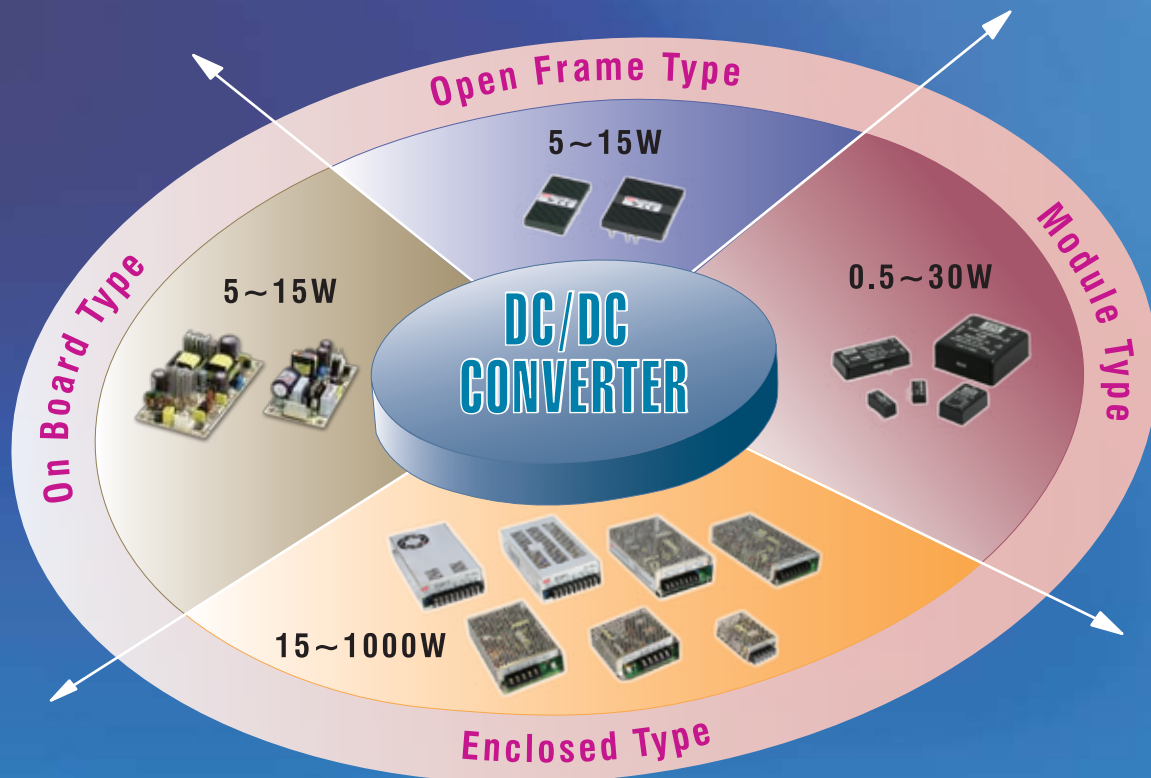 Open Frame Type
5~15W
Module Type
0.5~30W
On Board Type
5~15W
DC/DC
CONVERTER
15~1000W
Enclosed Type